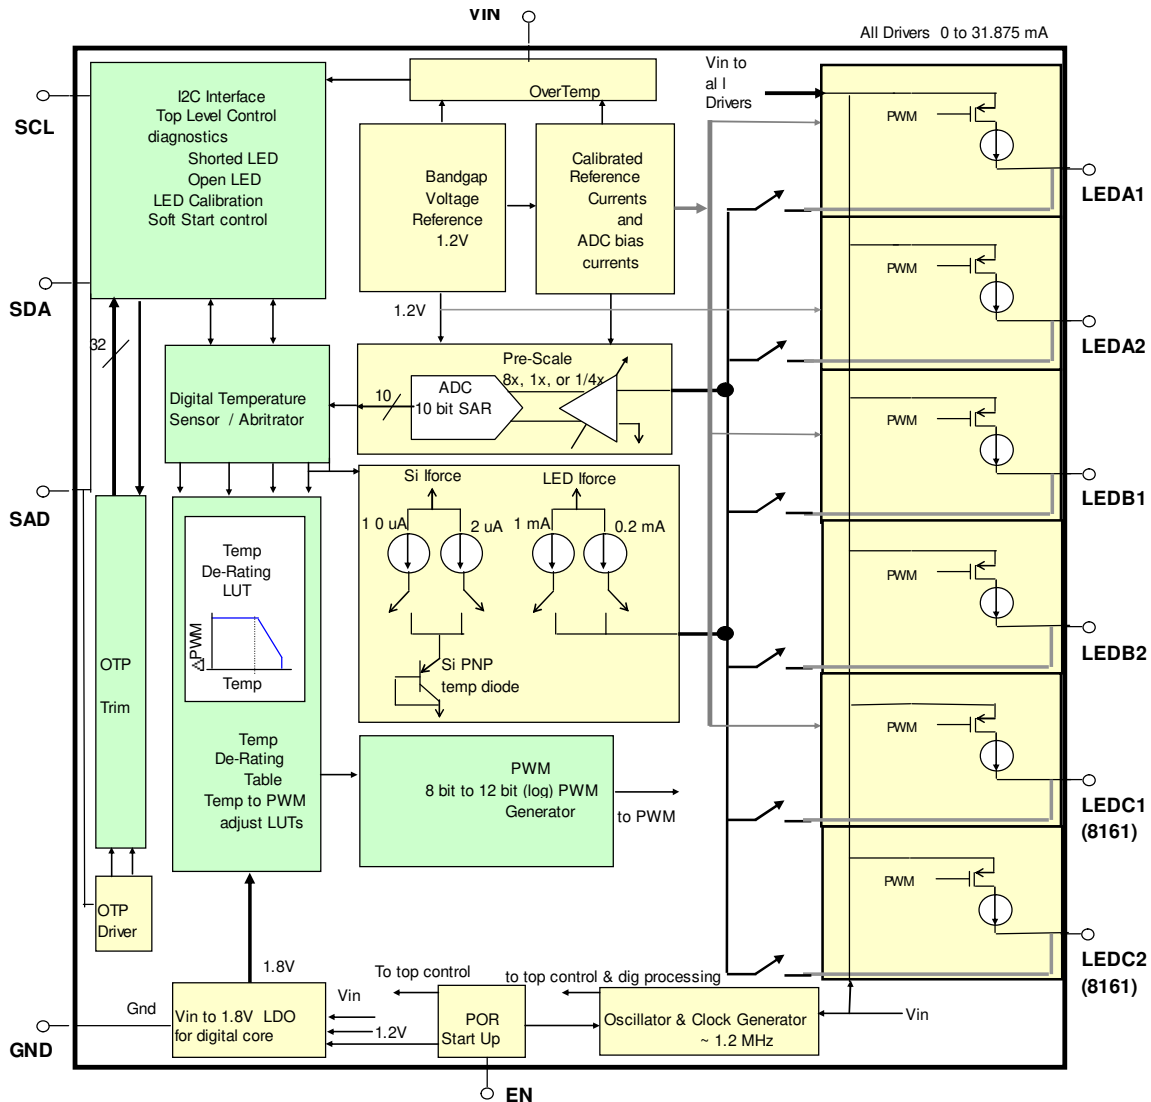 VIN
All Drivers 0 to 31.875 mA
SCL
I2C Interface
Top Level Control
diagnostics
Shorted LED
Open LED
LED Calibration
Soft Start control
OverTemp
Vin to
al l
Drivers
Bandgap
Voltage
Reference
1.2V
Calibrated
Reference
Currents
and
ADC bias
currents
PWM
LEDA1
SDA
1.2V
PWM
LEDA2
32
Digital Temperature
Sensor / Abritrator
10
ADC
10 bit SAR
Pre-Scale
8x, 1x, or 1/4x
PWM
LEDB1
SAD
Si Iforce
LED Iforce
1 0 uA
2 uA
1 mA
0.2 mA
Si PNP
temp diode
PWM
LEDB2
Temp
De-Rating
LUT
△PWM
Temp
OTP
Trim
Temp
De-Rating
Table
Temp to PWM
adjust LUTs
PWM
8 bit to 12 bit (log) PWM
Generator
to PWM
PWM
LEDC1
(8161)
OTP
Driver
PWM
LEDC2
(8161)
1.8V
To top control
to top control & dig processing
Gnd
Vin
GND
Vin to 1.8V LDO
for digital core
1.2V
POR
Start Up
Oscillator & Clock Generator
~ 1.2 MHz
Vin
EN